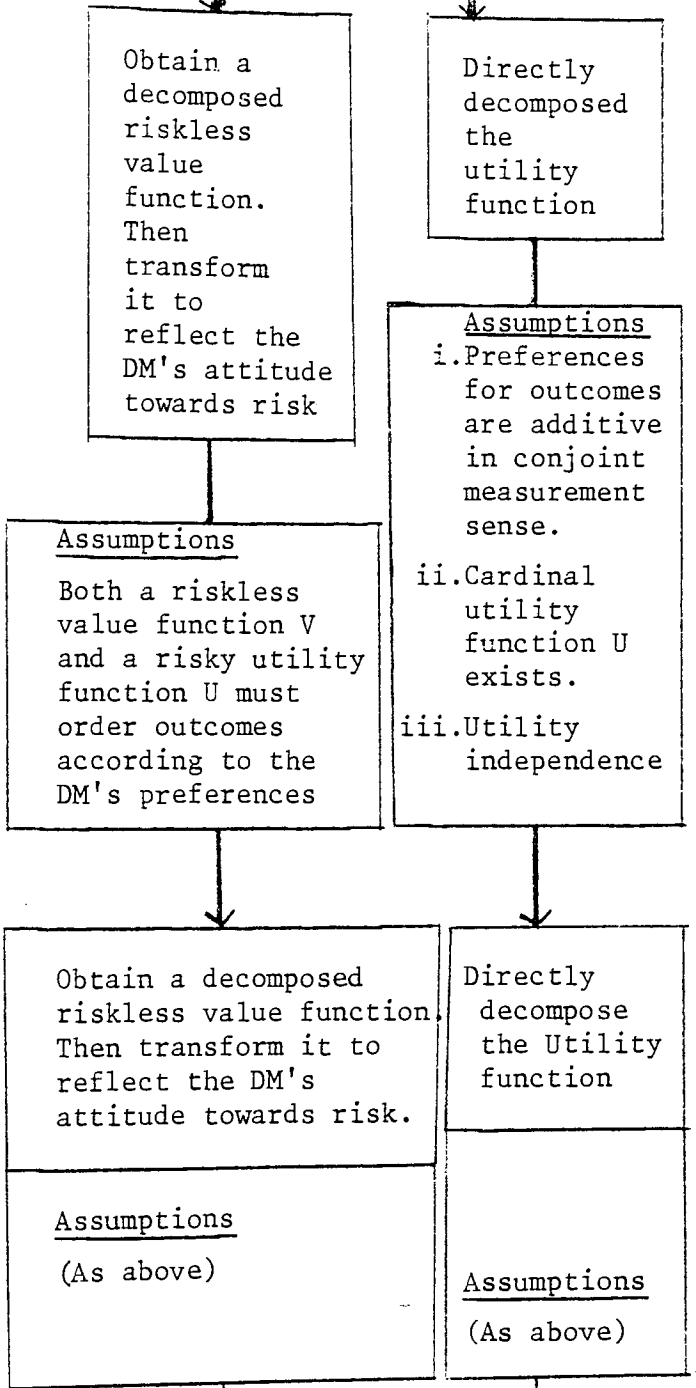 Obtain a
decomposed
riskless
value
function.
Then
transform
it to
reflect the
DM's attitude
towards risk
Directly
decomposed
the
utility
function
Assumptions
Both a riskless
value function V
and a risky utility
function U must
order outcomes
according to the
DM's preferences
Assumptions
i.Preferences
for outcomes
are additive
in conjoint
measurement
sense.
ii.Cardinal
utility
function U
exists.
iii.Utility
independence
Obtain a decomposed
riskless value function.
Then transform it to
reflect the DM's
attitude towards risk.
Assumptions
(As above)
Directly
decompose
the Utility
function
Assumptions
(As above)